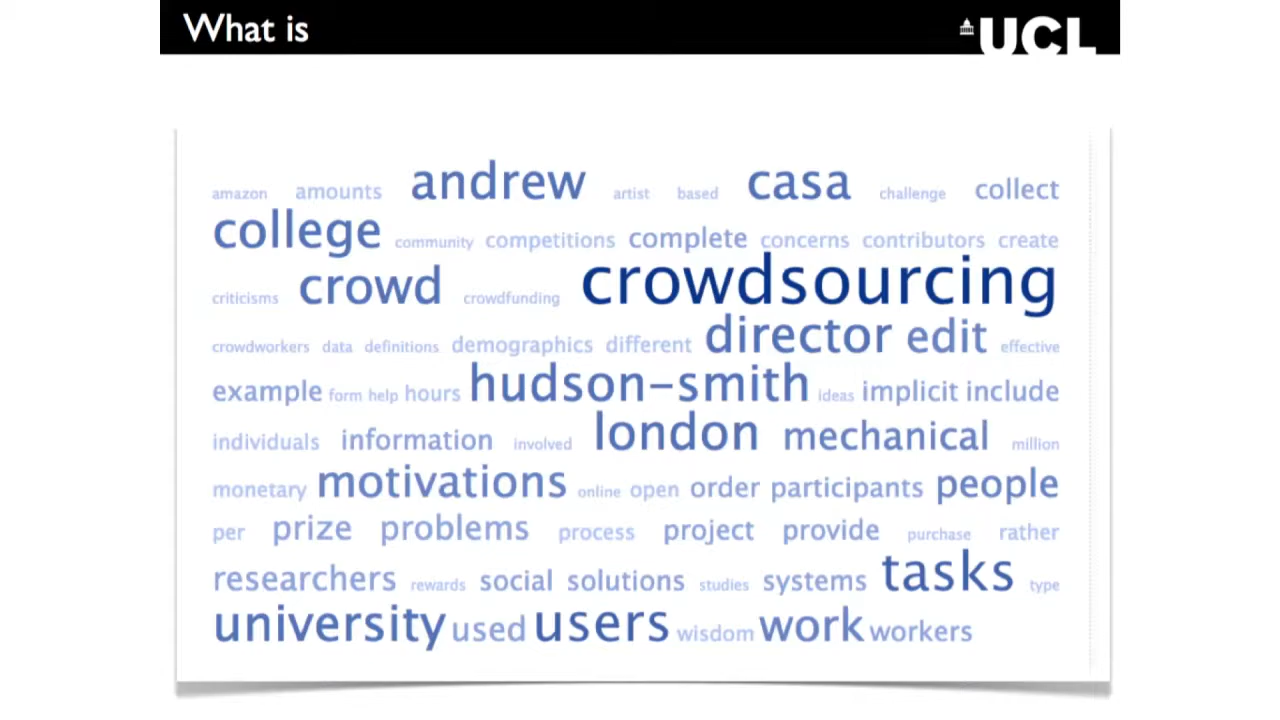 What is
UCL
amazon amounts andrew artist based casa challenge collect
college community competitions complete concerns contributors create
criticisms crowd crowdfunding crowdsourcing
crowdworkers data definitions demographics different director edit effective
example form help hours hudson-smith ideas implicit include
individuals information involved london mechanical million
monetary motivations online open order participants people
per prize problems process project provide purchase rather
researchers rewards social solutions studies systems tasks type
university used users wisdom work workers